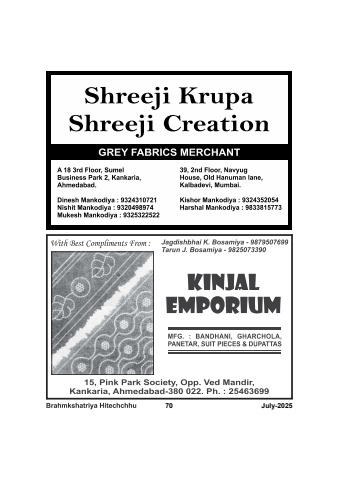 Shreeji Krupa
Shreeji Creation
GREY FABRICS MERCHANT
A 18 3rd Floor, Sumel
Business Park 2, Kankaria,
Ahmedabad.
Dinesh Mankodiya : 9324310721
Nishit Mankodiya : 9320498974
Mukesh Mankodiya : 9325322522
39, 2nd Floor, Navyug
House, Old Hanuman lane,
Kalbadevi, Mumbai.
Kishor Mankodiya : 9324352054
Harshal Mankodiya : 9833815773
With Best Compliments From :
Jagdishbhai K. Bosamiya - 9879507699
Tarun J. Bosamiya - 9825073390
KINJAL
EMPORIUM
MFG. : BANDHANI, GHARCHOLA,
PANETAR, SUIT PIECES & DUPATTAS
15, Pink Park Society, Opp. Ved Mandir,
Kankaria, Ahmedabad-380 022. Ph. : 25463699
Brahmkshatriya Hitechchhu 70 July-2025